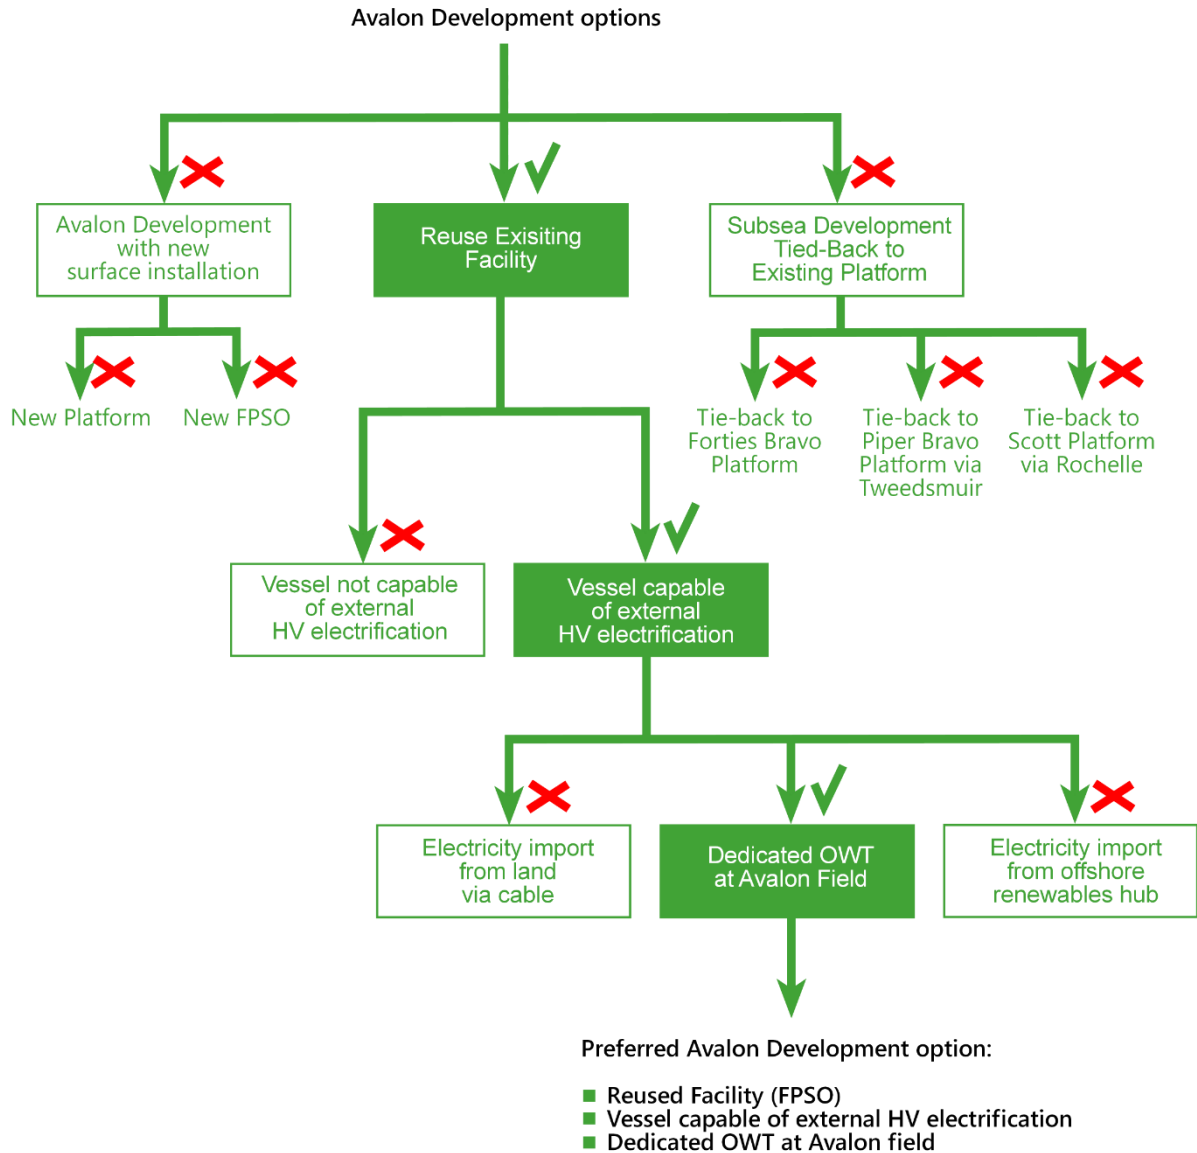 Avalon Development options
Avalon Development
with new
surface installation
Reuse Exisiting
Facility
Subsea Development
Tied-Back to
Existing Platform
New Platform
New FPSO
Tie-back to
Forties Bravo
Platform
Tie-back to
Piper Bravo
Platform via
Tweedsmuir
Tie-back to
Scott Platform
via Rochelle
Vessel not capable
of external
HV electrification
Vessel capable
of external
HV electrification
Electricity import
from land
via cable
Dedicated OWT
at Avalon Field
Electricity import
from offshore
renewables hub
Preferred Avalon Development option:
Reused Facility (FPSO)
Vessel capable of external HV electrification
Dedicated OWT at Avalon field